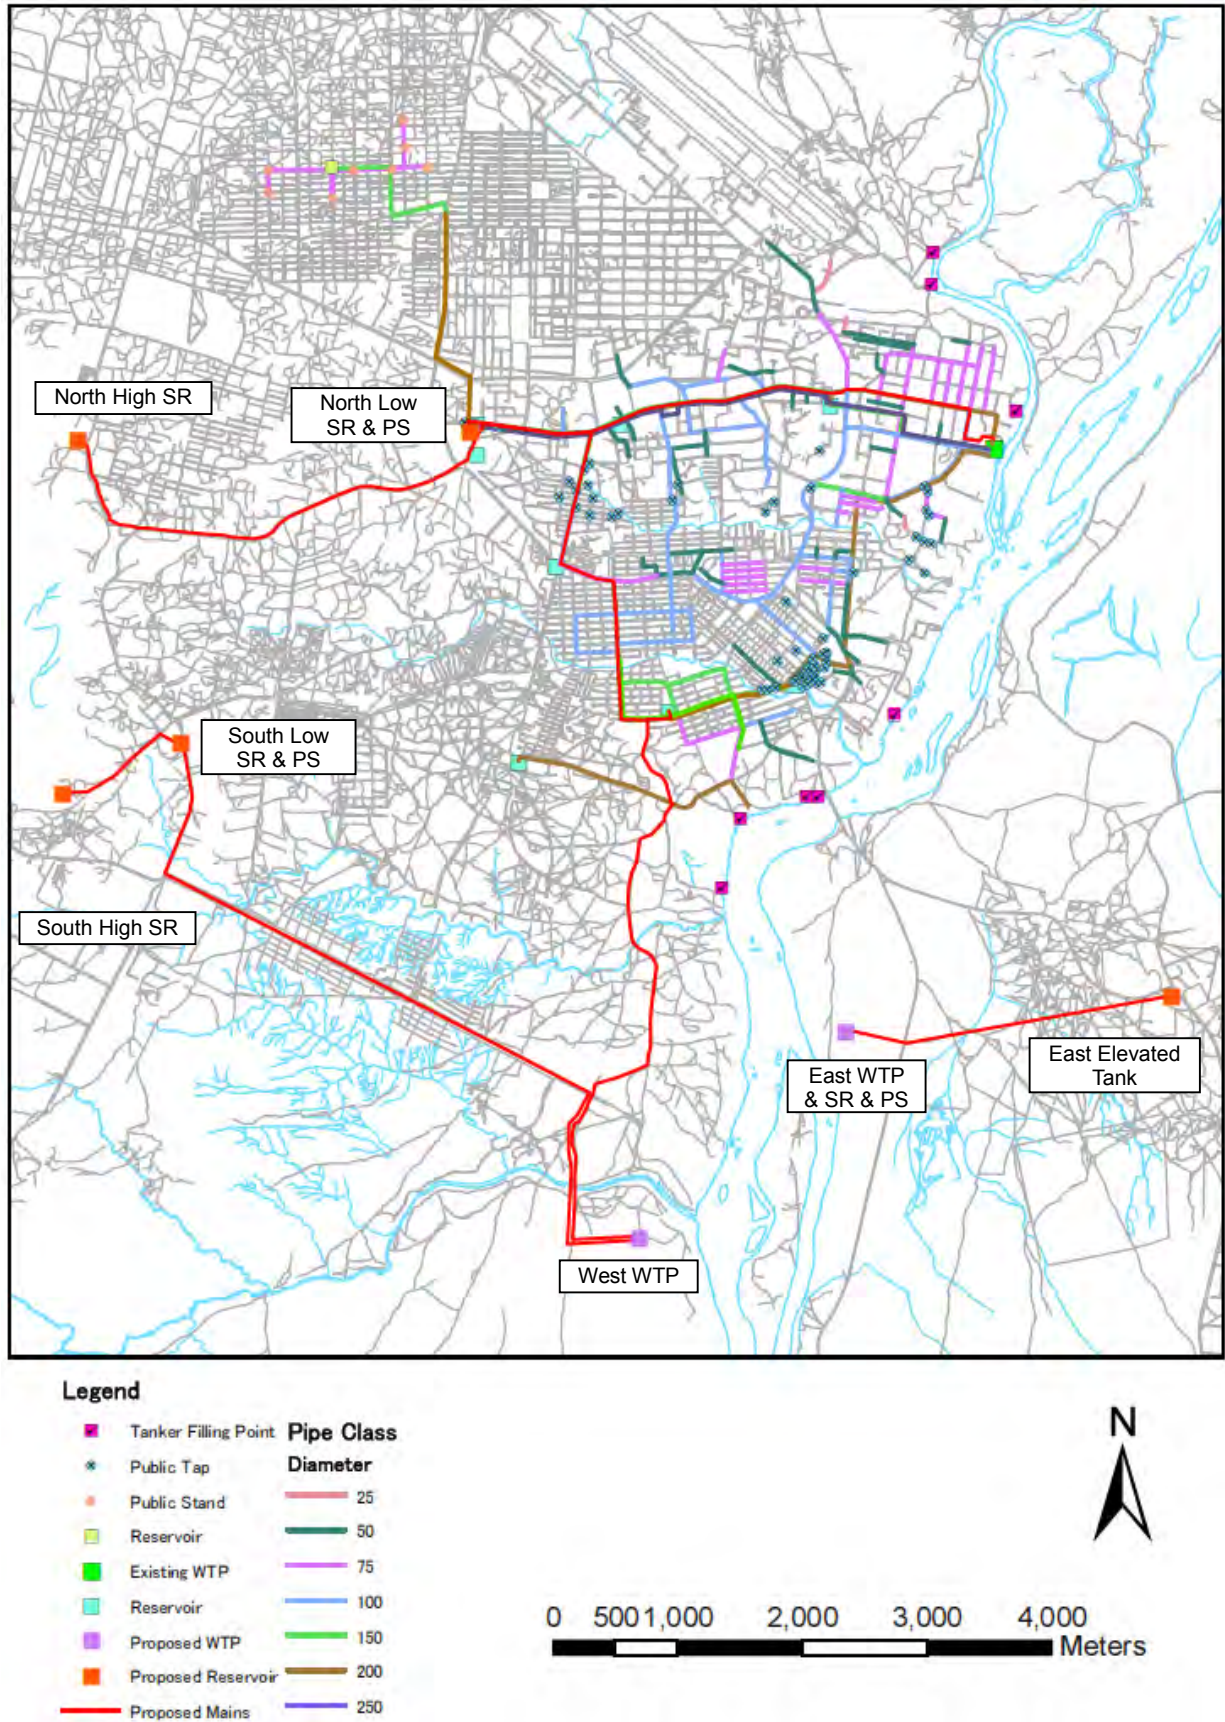 North High SR
North Low
SR & PS
South Low
SR & PS
South High SR
East Elevated
Tank
East WTP
& SR & PS
West WTP
Legend
Tanker Filling Point
Public Tap
Public Stand
Reservoir
Existing WTP
Reservoir
Proposed WTP
Proposed Reservoir
Proposed Mains
Pipe Class
Diameter
25
50
75
100
150
200
250
N
0 500 1,000 2,000 3,000 4,000
Meters